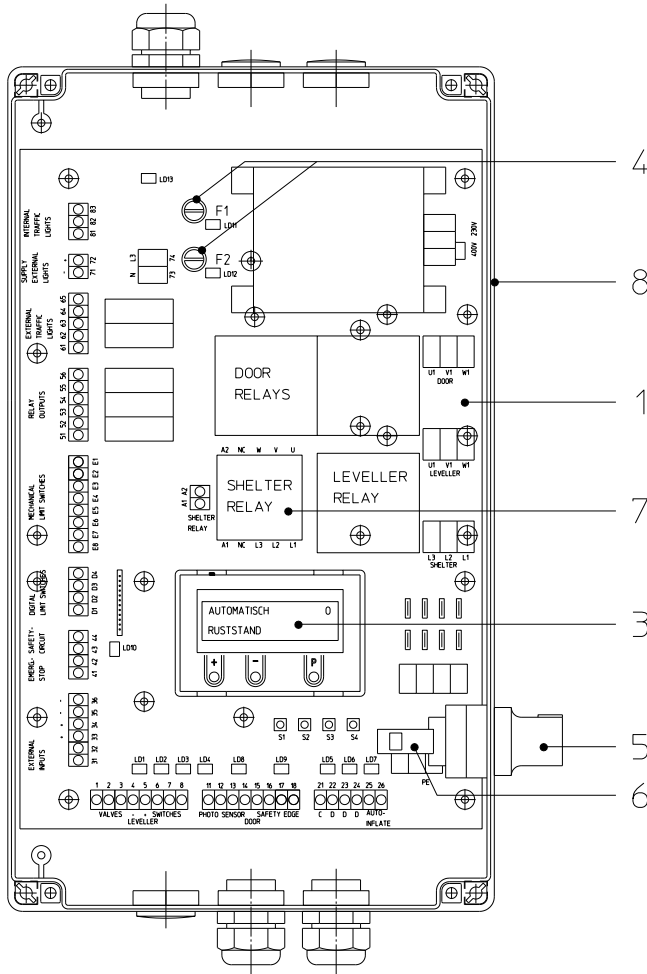 4
LD13
83
82
81
INTERNAL
TRAFFIC
LIGHTS
F1
LD11
F2
LD12
L3
N
74
73
230V
400V
72
71
+
-
SUPPLY
EXTERNAL
LIGHTS
8
65
64
63
62
61
EXTERNAL
TRAFFIC
LIGHTS
DOOR
RELAYS
U1 V1 W1
DOOR
1
56
55
54
53
52
51
RELAY
OUTPUTS
U1 V1 W1
LEVELLER
A2 NC W V U
SHELTER
RELAY
A1 NC L3 L2 L1
LEVELLER
RELAY
7
E1
E2
E3
E4
E5
E6
E7
E8
MECHANICAL
LIMIT SWITCHES
A2
A1
SHELTER
RELAY
L3 L2 L1
SHELTER
D4
D3
D2
D1
DIGITAL
LIMIT SWITCHES
AUTOMATISCH 0
RUSTSTAND
3
+ - P
44
43
42
41
SAFETY-
CIRCUIT
EMERG-
STOP
LD10
36
35
34
33
32
31
-
-
+
+
EXTERNAL
INPUTS
S1 S2 S3 S4
5
6
PE
LD1 LD2 LD3 LD4 LD8 LD9 LD5 LD6 LD7
1 2 3 4 5 6 7 8 11 12 13 14 15 16 17 18 21 22 23 24 25 26
VALVES - + SWITCHES PHOTO SENSOR SAFETY EDGE C D D D AUTO-
LEVELLER DOOR INFLATE